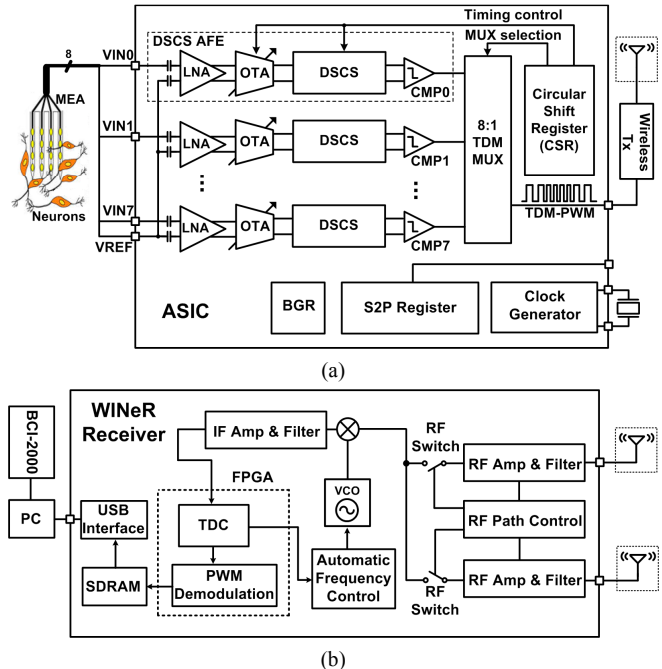 Timing control
DSCS AFE
MUX selection
8
VIN0
LNA
OTA
DSCS
CMP0
MEA
8:1
TDM
MUX
Circular
Shift
Register
(CSR)
Wireless
Tx
VIN1
LNA
OTA
DSCS
CMP1
...
...
TDM-PWM
Neurons
VIN7
LNA
OTA
DSCS
CMP7
VREF
ASIC
BGR
S2P Register
Clock
Generator
(a)
BCI-2000
PC
WINeR
Receiver
IF Amp & Filter
RF
Switch
RF Amp & Filter
FPGA
VCO
USB
Interface
TDC
RF Path Control
SDRAM
PWM
Demodulation
Automatic
Frequency
Control
RF
Switch
RF Amp & Filter
(b)